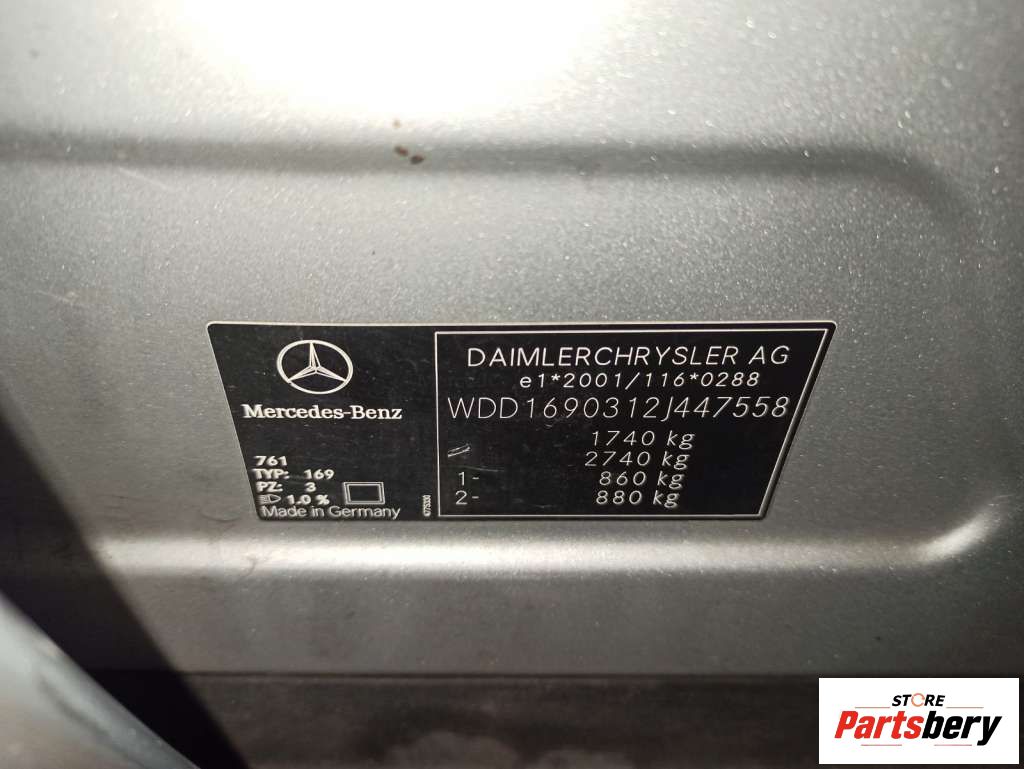 Mercedes-Benz
761
TYP: 169
PZ: 3
1.0 %
Made in Germany
DAIMLERCHRYSLER AG
e1*2001/116*0288
WDD1690312J447558
1740 kg
2740 kg
1- 860 kg
2- 880 kg
STORE
Partsbery